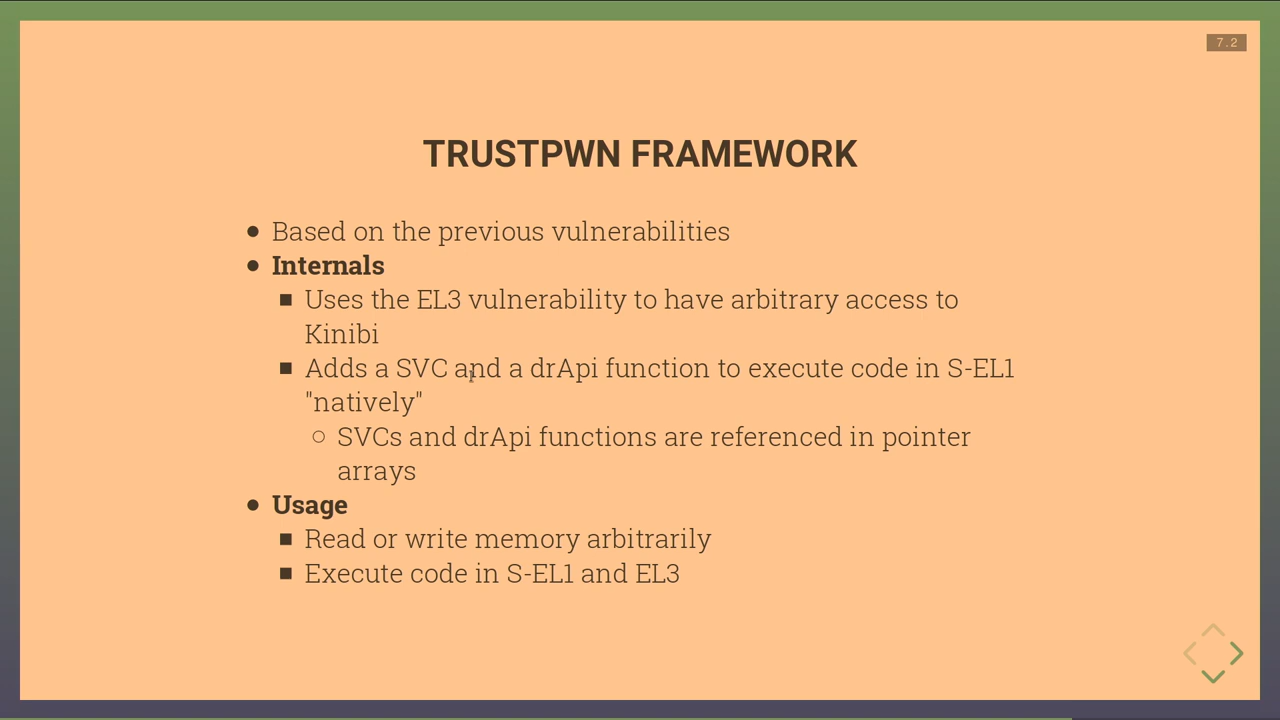 7.2
TRUSTPWN FRAMEWORK
Based on the previous vulnerabilities
Internals
Uses the EL3 vulnerability to have arbitrary access to
Kinibi
Adds a SVC and a drApi function to execute code in S-EL1
"natively"
SVCs and drApi functions are referenced in pointer
arrays
Usage
Read or write memory arbitrarily
Execute code in S-EL1 and EL3